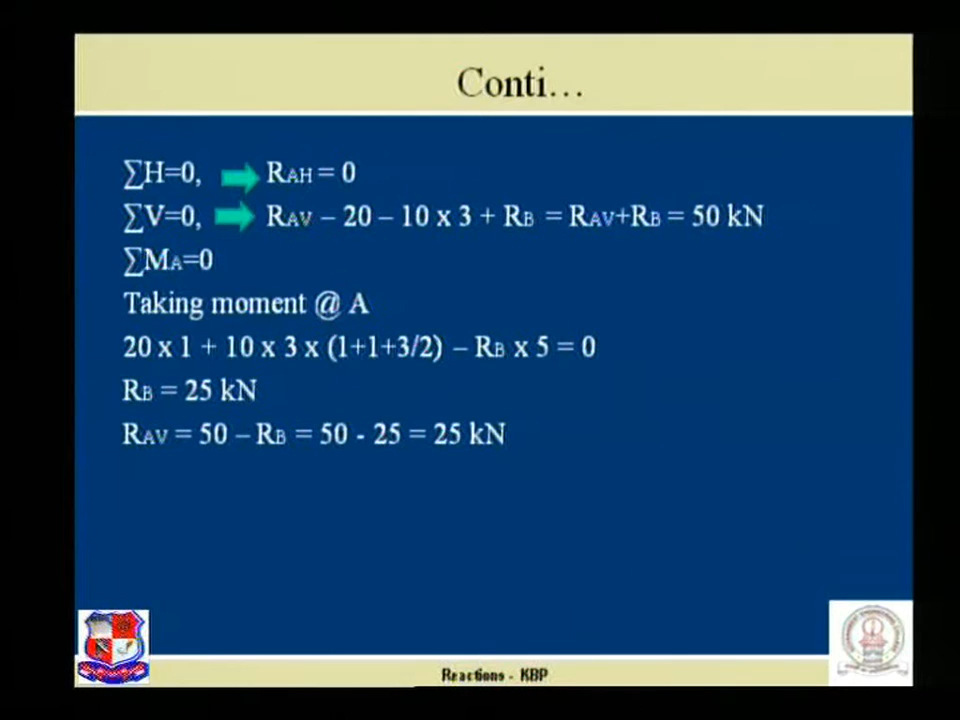 Conti…
∑H=0, RAH = 0
∑V=0, RAV – 20 – 10 x 3 + RB = RAV+RB = 50 kN
∑MA=0
Taking moment @ A
20 x 1 + 10 x 3 x (1+1+3/2) – RB x 5 = 0
RB = 25 kN
RAV = 50 – RB = 50 - 25 = 25 kN
Reactions - KBP